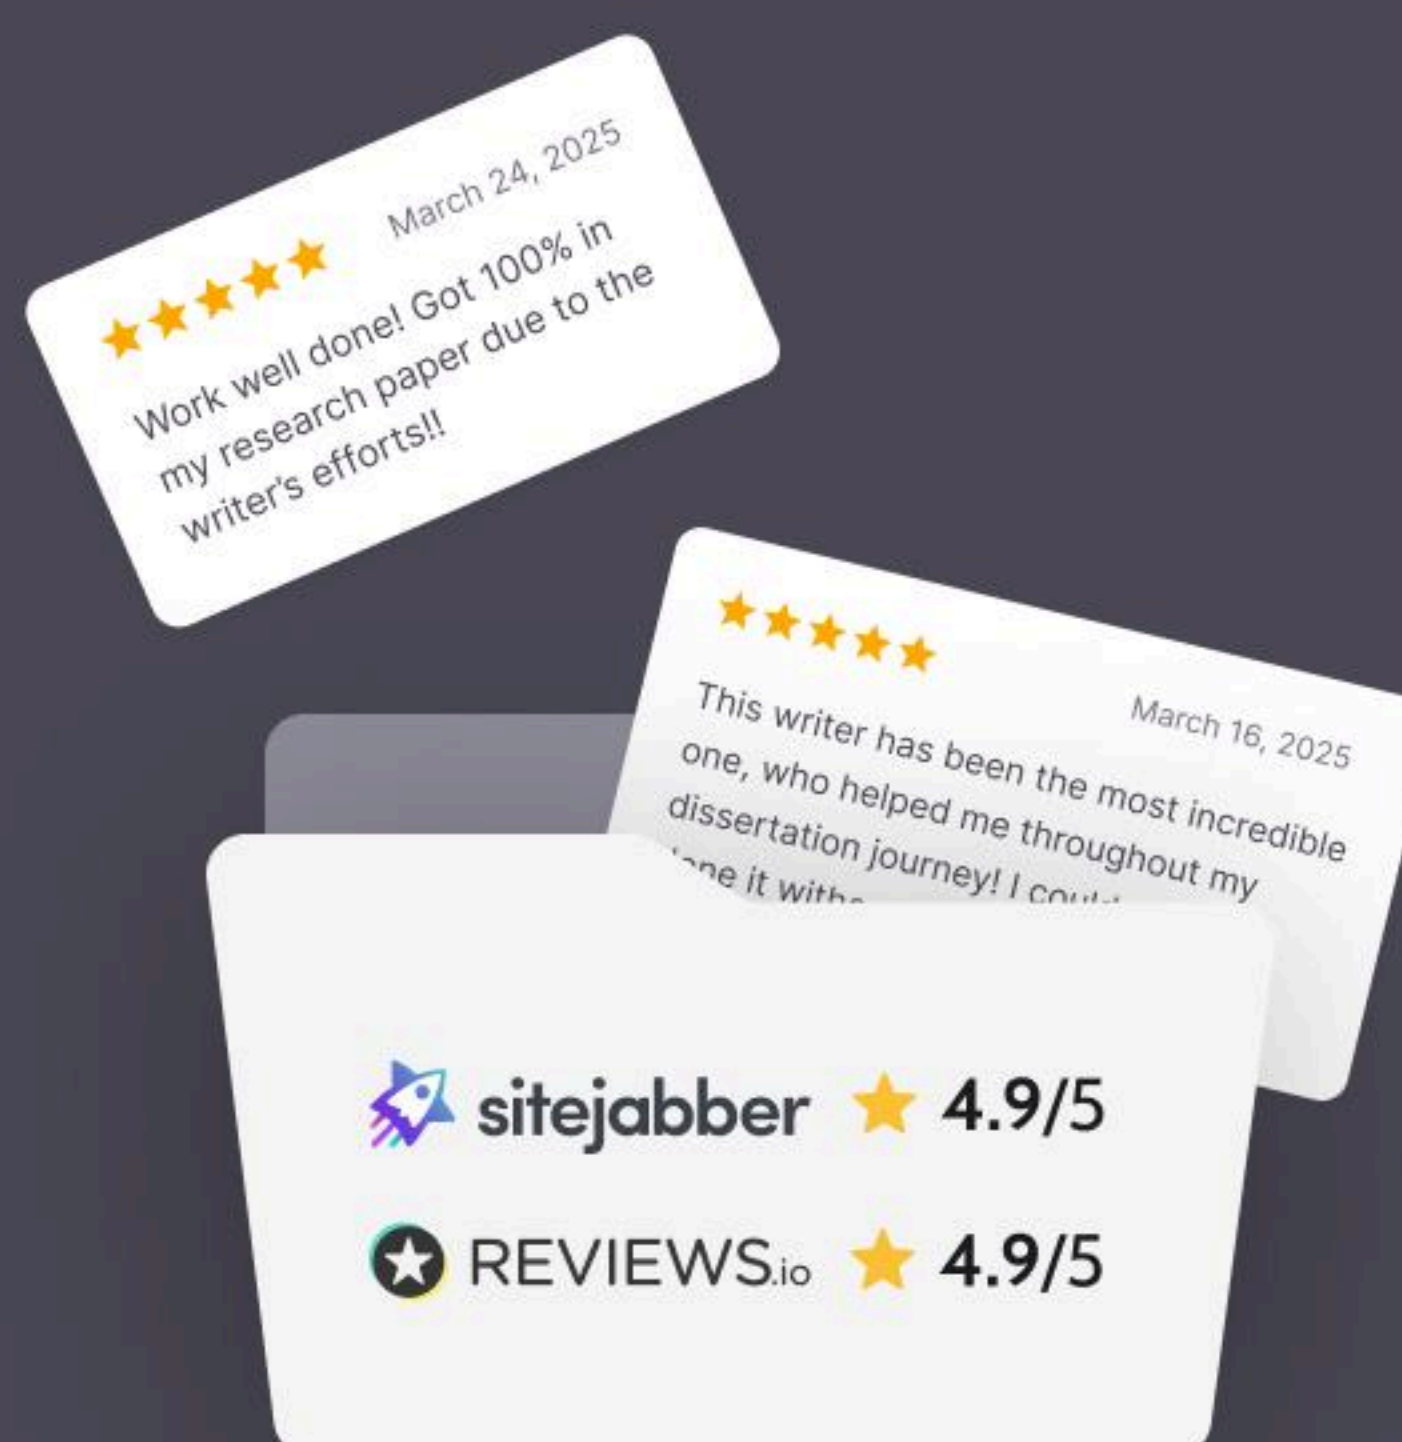 March 24, 2025
Work well done! Got 100% in
my research paper due to the
writer's efforts!!
March 16, 2025
This writer has been the most incredible
one, who helped me throughout my
dissertation journey! I
it
sitejabber 4.9/5
REVIEWS.io 4.9/5